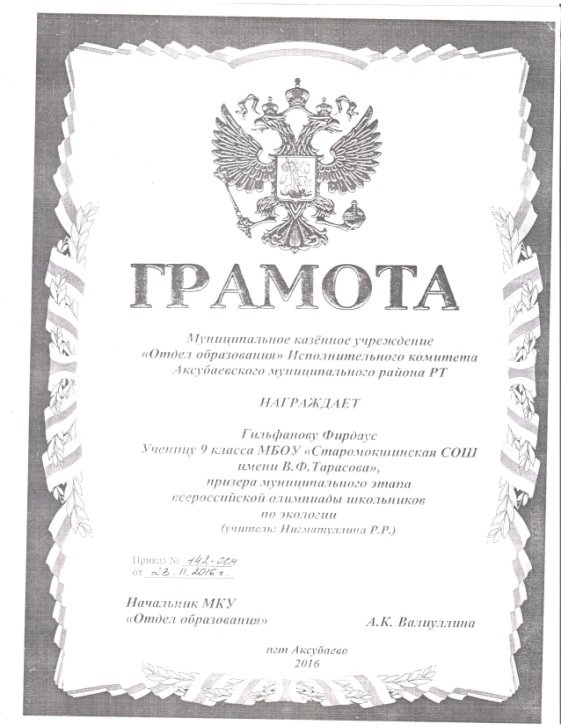 ГРАМОТА
Муниципальное казённое учреждение
«Отдел образования» Исполнительного комитета
Аксубаевского муниципального района РТ
НАГРАЖДАЕТ
Гильфанову Фирдаус
Ученицу 9 класса МБОУ «Старомокшинская СОШ
имени В.Ф.Тарасова»,
призера муниципального этапа
всероссийской олимпиады школьников
по экологии
(учитель: Нигматуллина Р.Р.)
Приказ № 142-осн
от 23.11.2016г.
Начальник МКУ
«Отдел образования» А.К. Валиуллина
пгт Аксубаево
2016